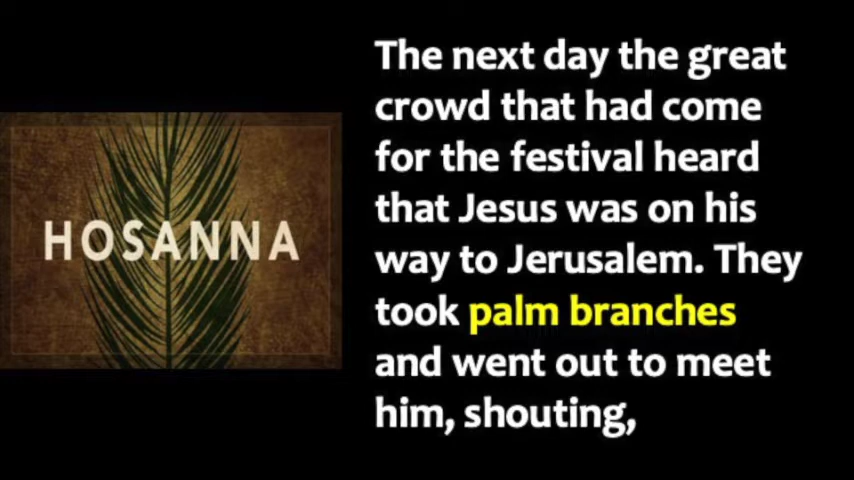 HOSANNA
The next day the great
crowd that had come
for the festival heard
that Jesus was on his
way to Jerusalem. They
took palm branches
and went out to meet
him, shouting,